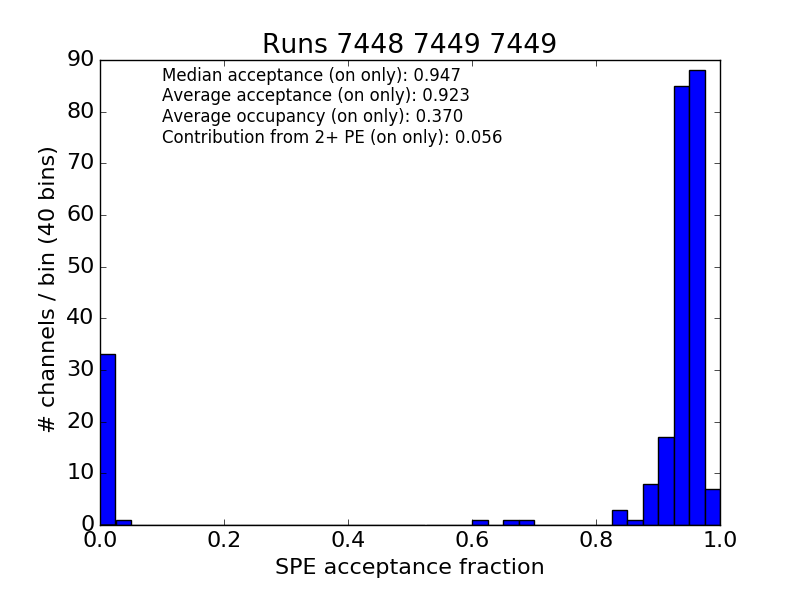 Runs 7448 7449 7449
Median acceptance (on only): 0.947
Average acceptance (on only): 0.923
Average occupancy (on only): 0.370
Contribution from 2+ PE (on only): 0.056
# channels / bin (40 bins)
90
80
70
60
50
40
30
20
10
0
0.0 0.2 0.4 0.6 0.8 1.0
SPE acceptance fraction